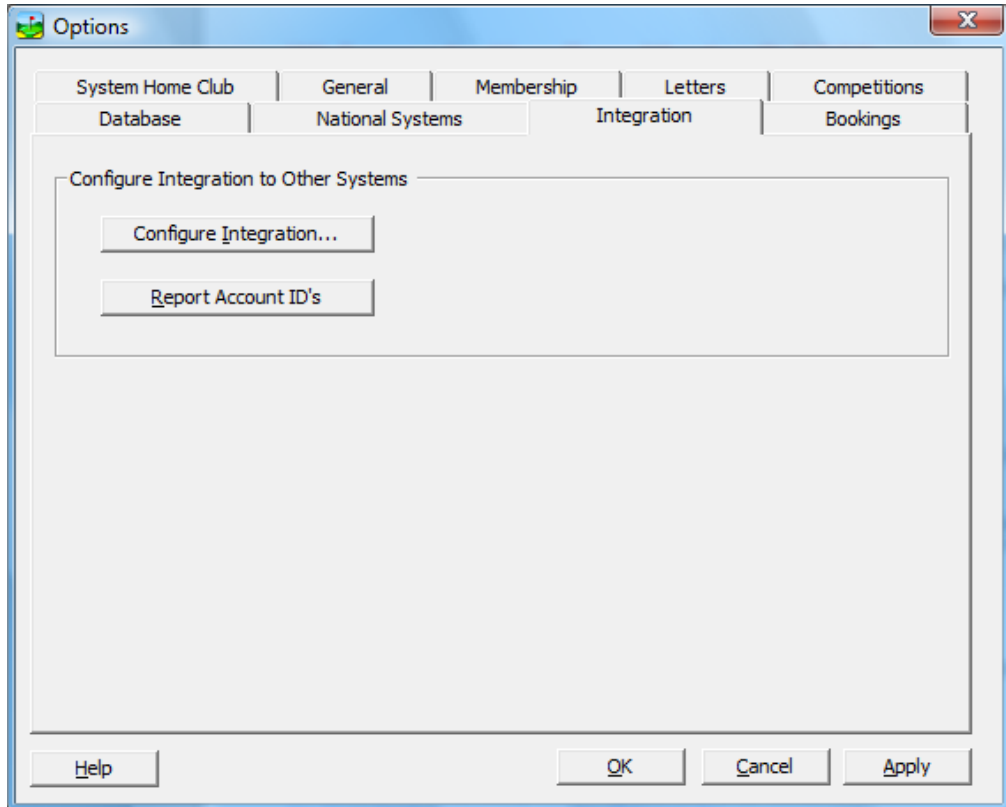 Options
System Home Club General Membership Letters Competitions
Database National Systems Integration Bookings
Configure Integration to Other Systems
Configure Integration...
Report Account ID's
Help OK Cancel Apply